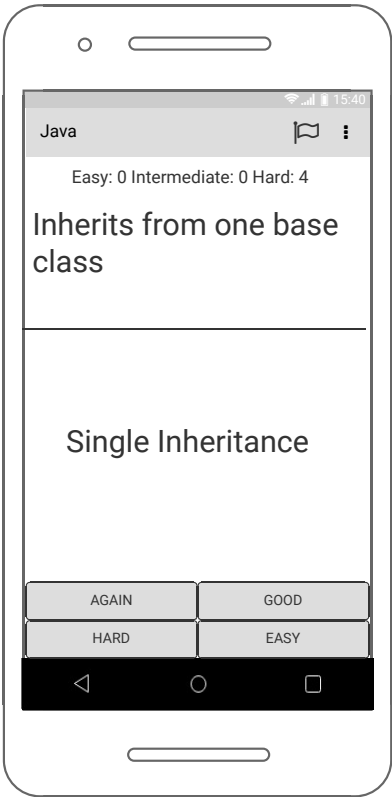 15:40
Java
Easy: 0 Intermediate: 0 Hard: 4
Inherits from one base
class
Single Inheritance
AGAIN GOOD
HARD EASY